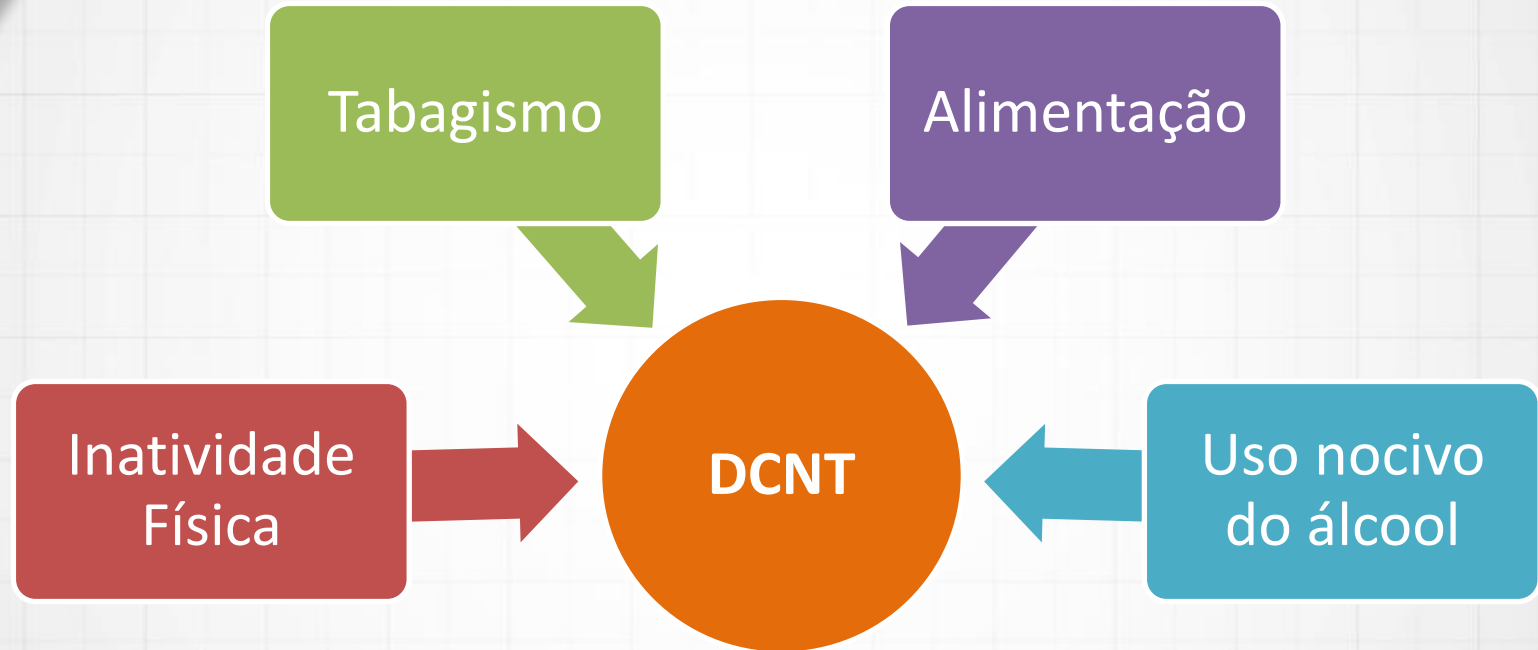 Tabagismo
Alimentação
Inatividade
Física
DCNT
Uso nocivo
do álcool